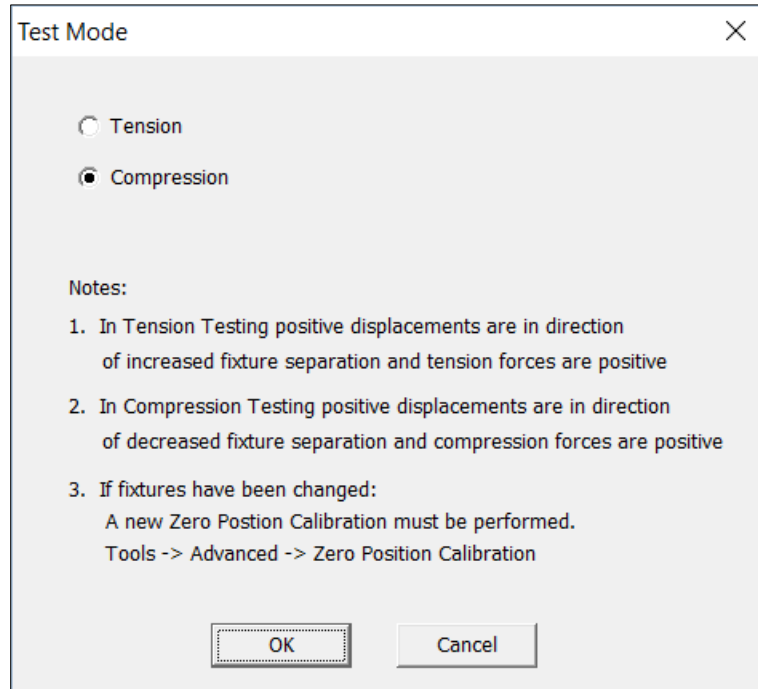 Test Mode
Tension
Compression
Notes:
1. In Tension Testing positive displacements are in direction
of increased fixture separation and tension forces are positive
2. In Compression Testing positive displacements are in direction
of decreased fixture separation and compression forces are positive
3. If fixtures have been changed:
A new Zero Postion Calibration must be performed.
Tools -> Advanced -> Zero Position Calibration
OK Cancel